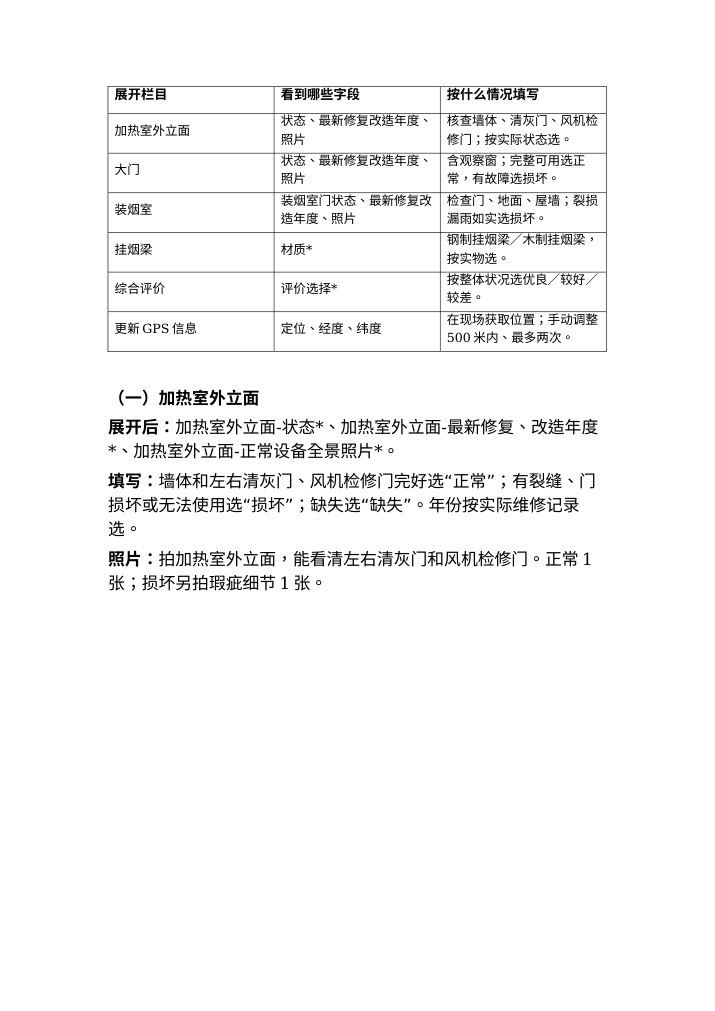 展开栏目 看到哪些字段 按什么情况填写
加热室外立面 状态、最新修复改造年度、
照片 核查墙体、清灰门、风机检
修门；按实际状态选。
大门 状态、最新修复改造年度、
照片 含观察窗；完整可用选正
常，有故障选损坏。
装烟室 装烟室门状态、最新修复改
造年度、照片 检查门、地面、屋墙；裂损
漏雨如实选损坏。
挂烟梁 材质* 钢制挂烟梁／木制挂烟梁，
按实物选。
综合评价 评价选择* 按整体状况选优良／较好／
较差。
更新 GPS 信息 定位、经度、纬度 在现场获取位置；手动调整
500 米内、最多两次。
（一）加热室外立面
展开后：加热室外立面-状态*、加热室外立面-最新修复、改造年度
*、加热室外立面-正常设备全景照片*。
填写：墙体和左右清灰门、风机检修门完好选“正常”；有裂缝、门
损坏或无法使用选“损坏”；缺失选“缺失”。年份按实际维修记录
选。
照片：拍加热室外立面，能看清左右清灰门和风机检修门。正常 1
张；损坏另拍瑕疵细节 1 张。